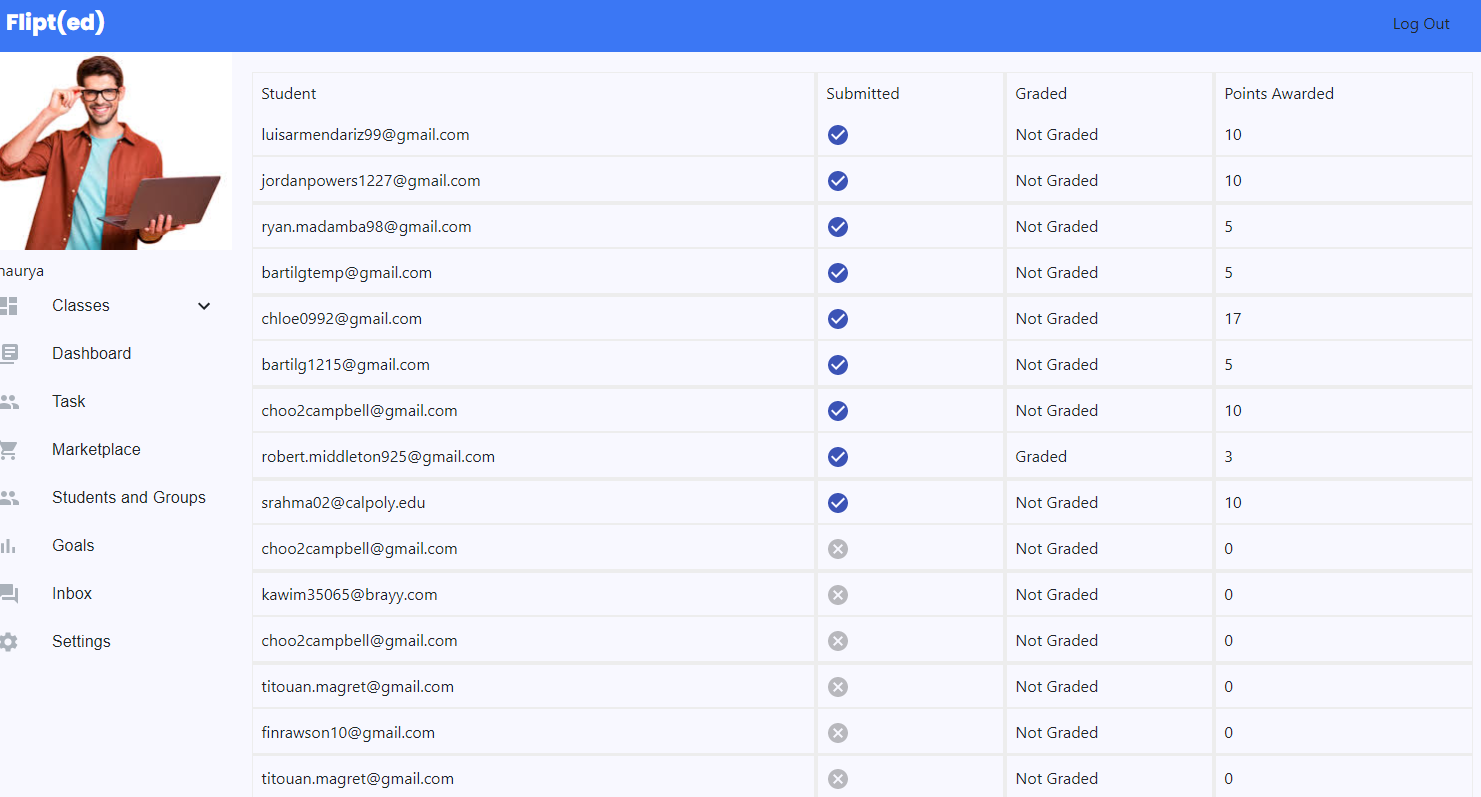 Flipt(ed)
Log Out
Student Submitted Graded Points Awarded
luisarmendariz99@gmail.com Not Graded 10
jordanpowers1227@gmail.com Not Graded 10
ryan.madamba98@gmail.com Not Graded 5
bartilgtemp@gmail.com Not Graded 5
chloe0992@gmail.com Not Graded 17
bartilg1215@gmail.com Not Graded 5
choo2campbell@gmail.com Not Graded 10
robert.middleton925@gmail.com Graded 3
srahma02@calpoly.edu Not Graded 10
choo2campbell@gmail.com Not Graded 0
kawim35065@brayy.com Not Graded 0
choo2campbell@gmail.com Not Graded 0
titouan.magret@gmail.com Not Graded 0
finrawson10@gmail.com Not Graded 0
titouan.magret@gmail.com Not Graded 0
Classes
Dashboard
Task
Marketplace
Students and Groups
Goals
Inbox
Settings